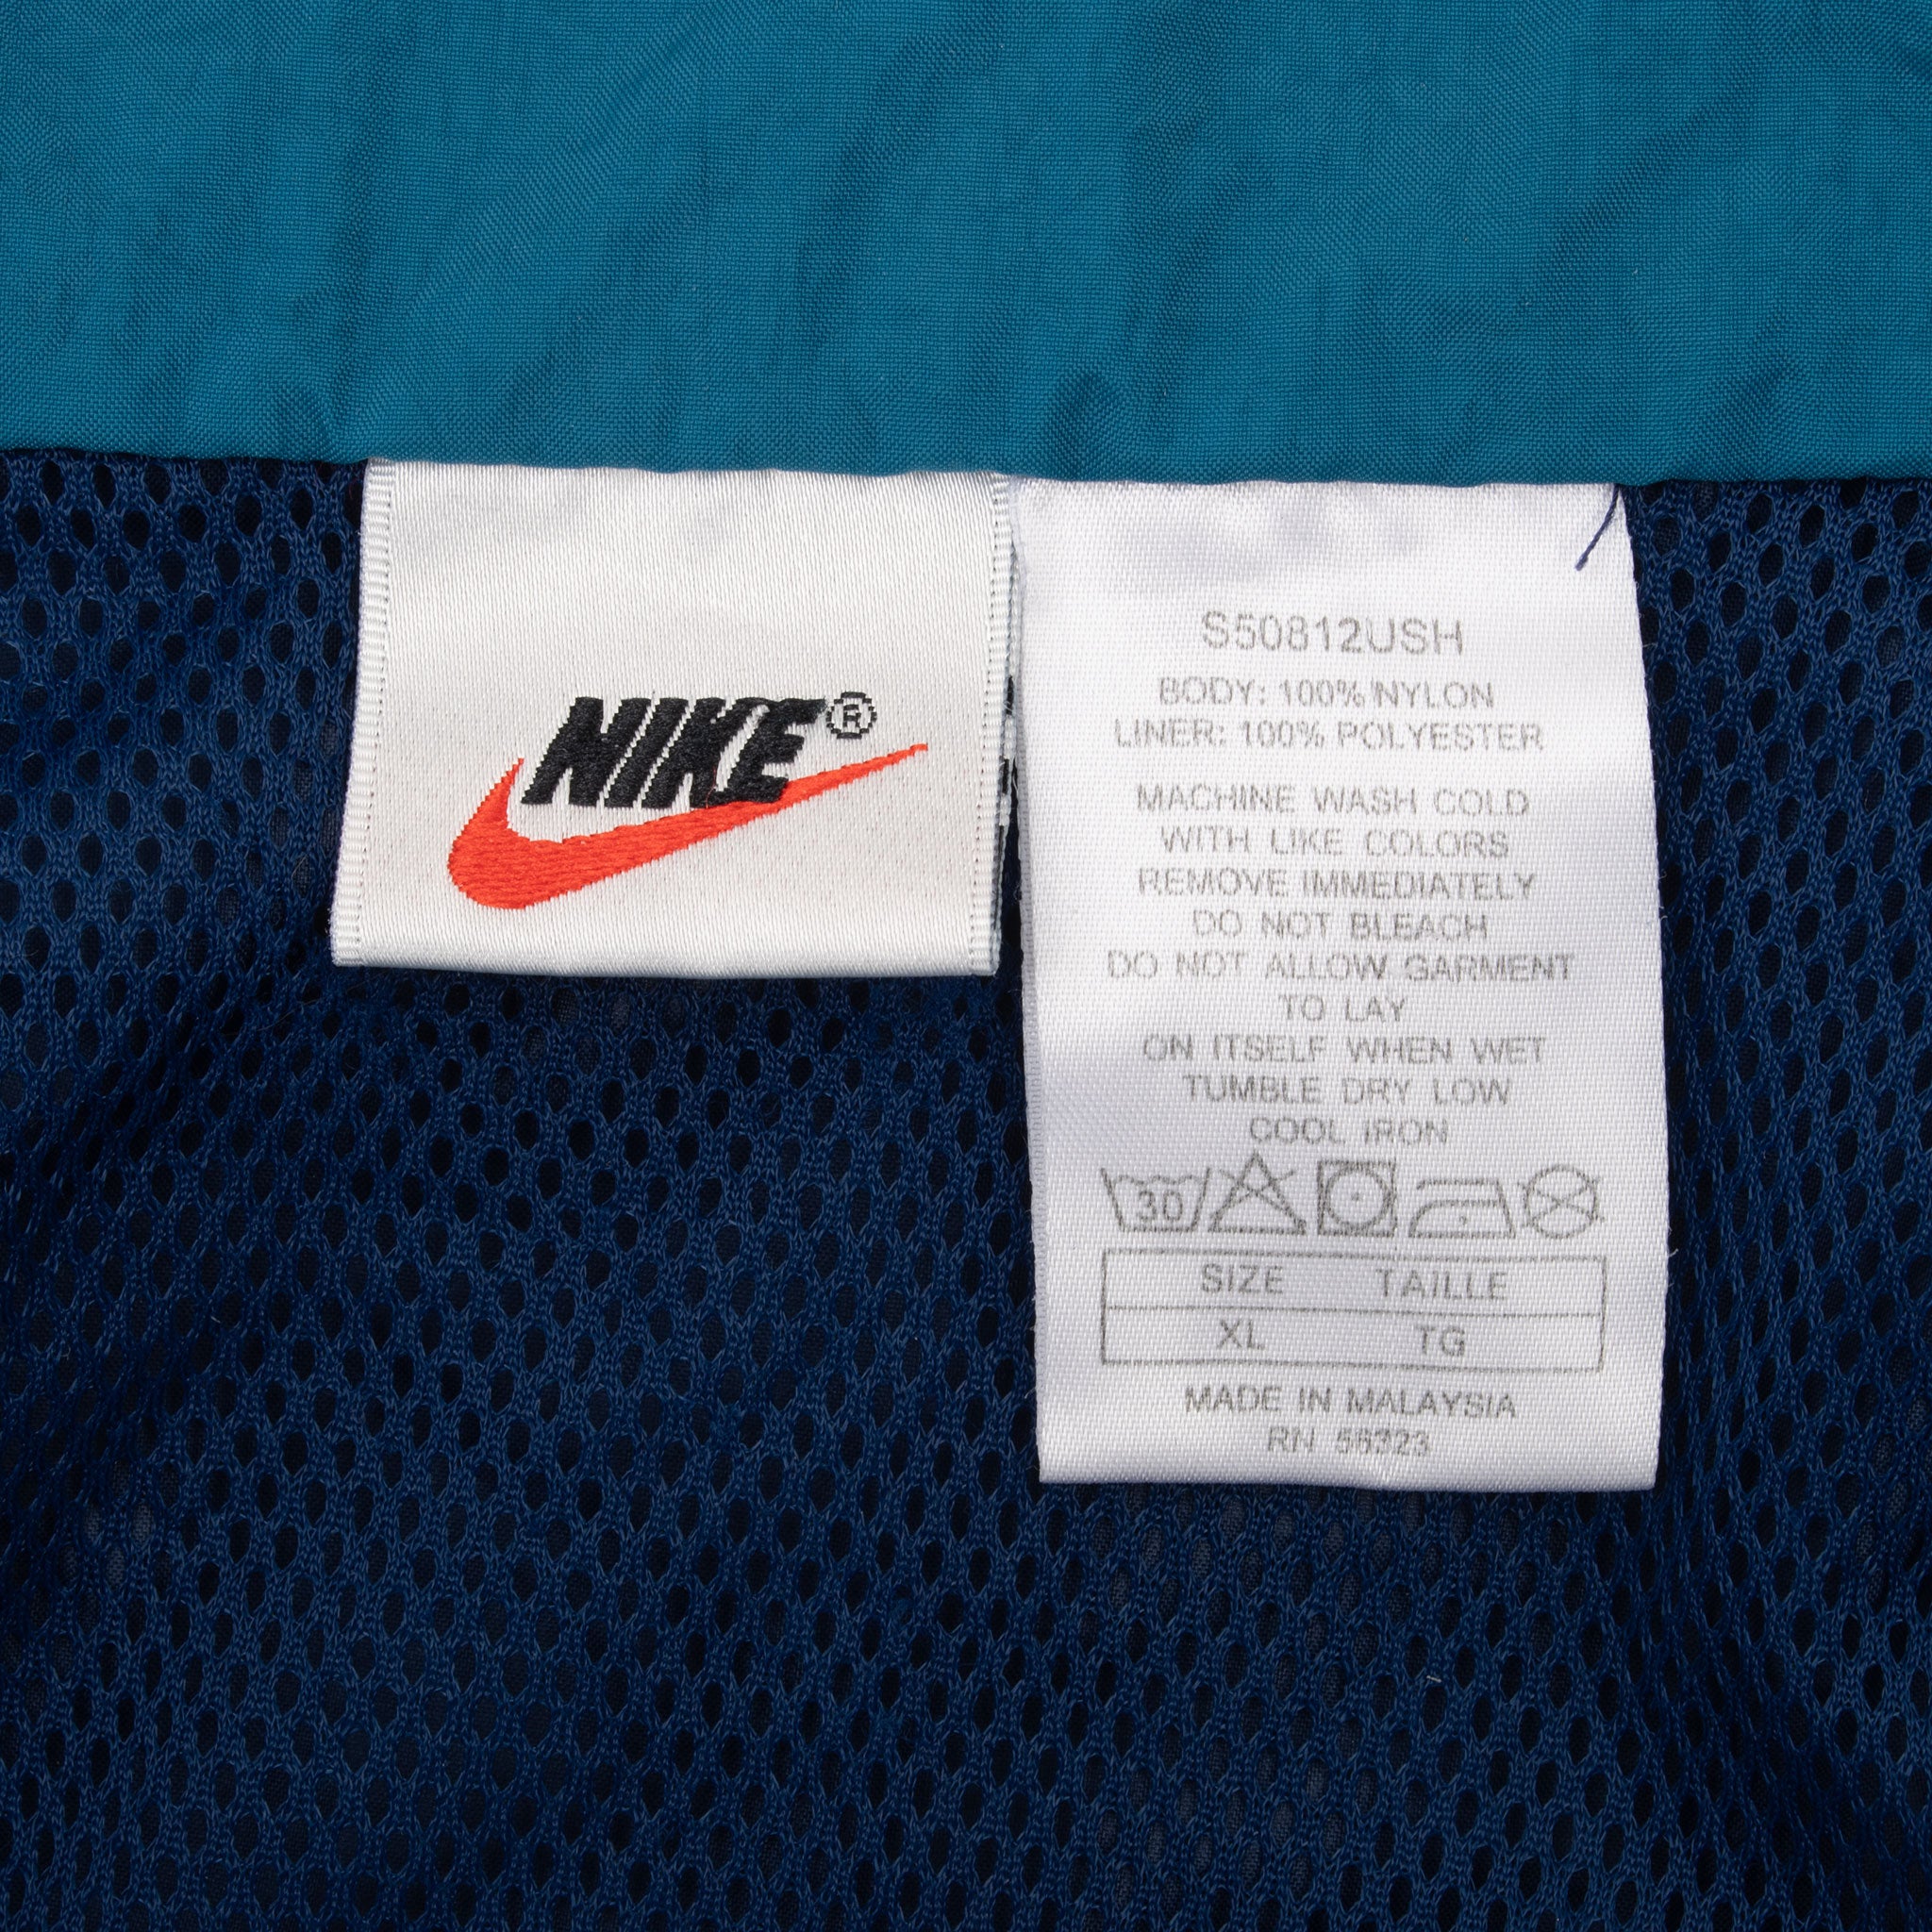 NIKE®
S50812USH
BODY: 100% NYLON
LINER: 100% POLYESTER
MACHINE WASH COLD
WITH LIKE COLORS
REMOVE IMMEDIATELY
DO NOT BLEACH
DO NOT ALLOW GARMENT
TO LAY
ON ITSELF WHEN WET
TUMBLE DRY LOW
COOL IRON
30
SIZE TAILLE
XL TG
MADE IN MALAYSIA
RN 56323